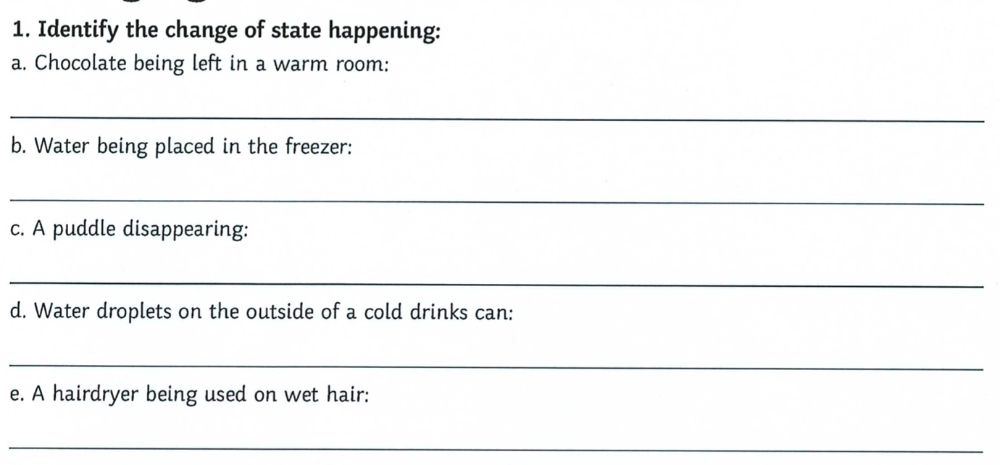 1. Identify the change of state happening:
a. Chocolate being left in a warm room:
b. Water being placed in the freezer:
c. A puddle disappearing:
d. Water droplets on the outside of a cold drinks can:
e. A hairdryer being used on wet hair: